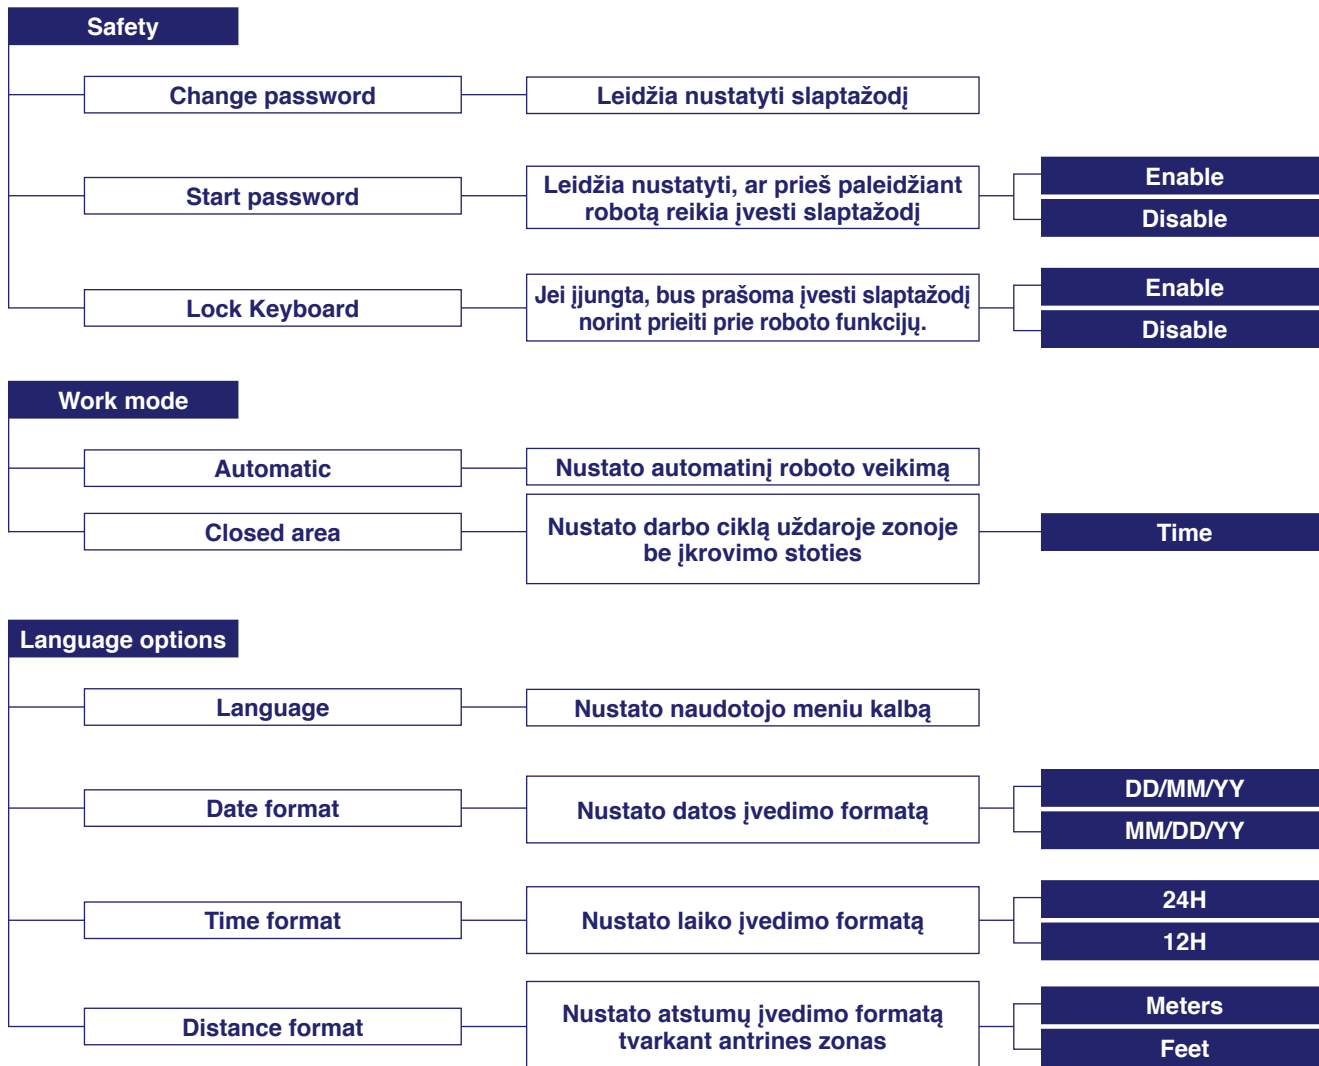 Safety
Change password
Leidžia nustatyti slaptažodį
Start password
Leidžia nustatyti, ar prieš paleidžiant
robotą reikia įvesti slaptažodį
Enable
Disable
Lock Keyboard
Jei įjungta, bus prašoma įvesti slaptažodį
norint prieiti prie roboto funkcijų.
Enable
Disable
Work mode
Automatic
Nustato automatinį roboto veikimą
Closed area
Nustato darbo ciklą uždaroje zonoje
be įkrovimo stoties
Time
Language options
Language
Nustato naudotojo meniu kalbą
Date format
Nustato datos įvedimo formatą
DD/MM/YY
MM/DD/YY
Time format
Nustato laiko įvedimo formatą
24H
12H
Distance format
Nustato atstumų įvedimo formatą
tvarkant antrines zonas
Meters
Feet